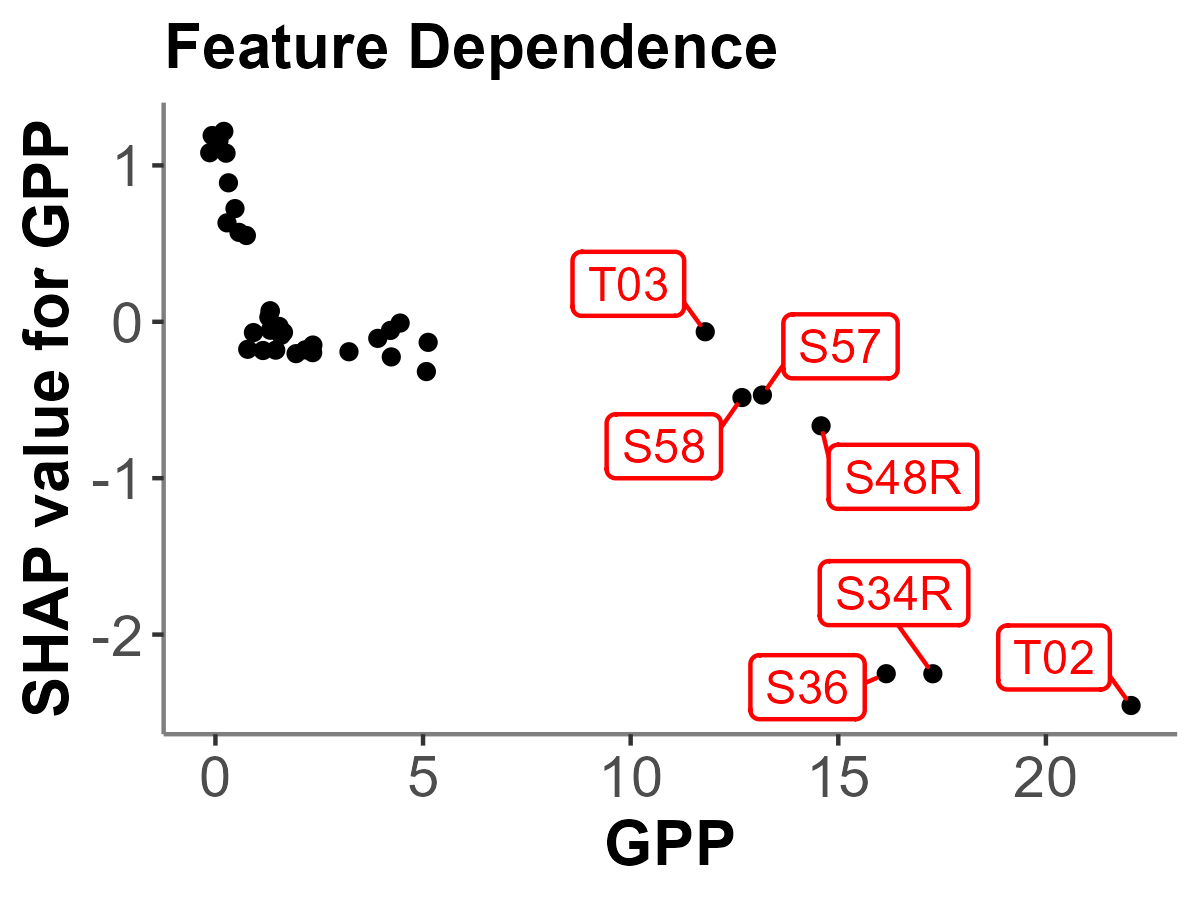 Feature Dependence
SHAP value for GPP
1
0
-1
-2
T03
S57
S58
S48R
S34R
S36
T02
0 5 10 15 20
GPP